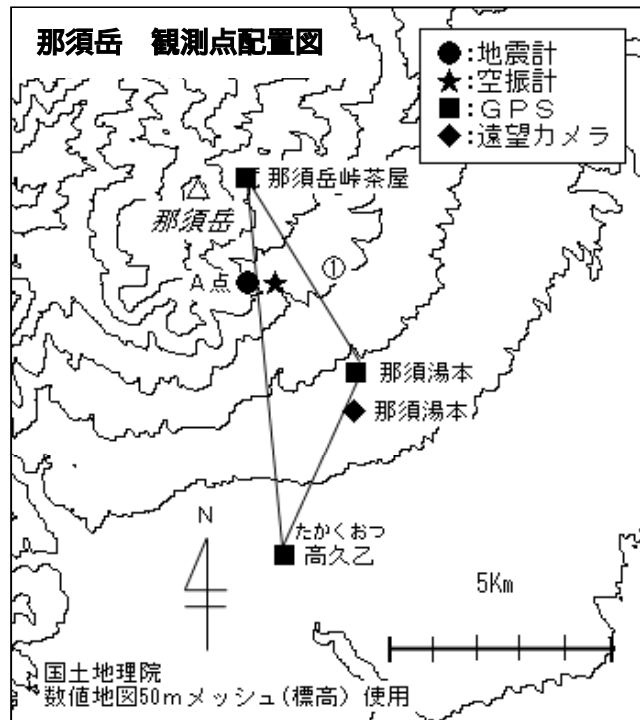 那須岳　観測点配置図
●:地震計
★:空振計
■:ＧＰＳ
◆:遠望カメラ
那須岳峠茶屋
那須岳
①
A点
那須湯本
那須湯本
N
たかくおつ
高久乙
5Km
国土地理院
数値地図50mメッシュ(標高) 使用